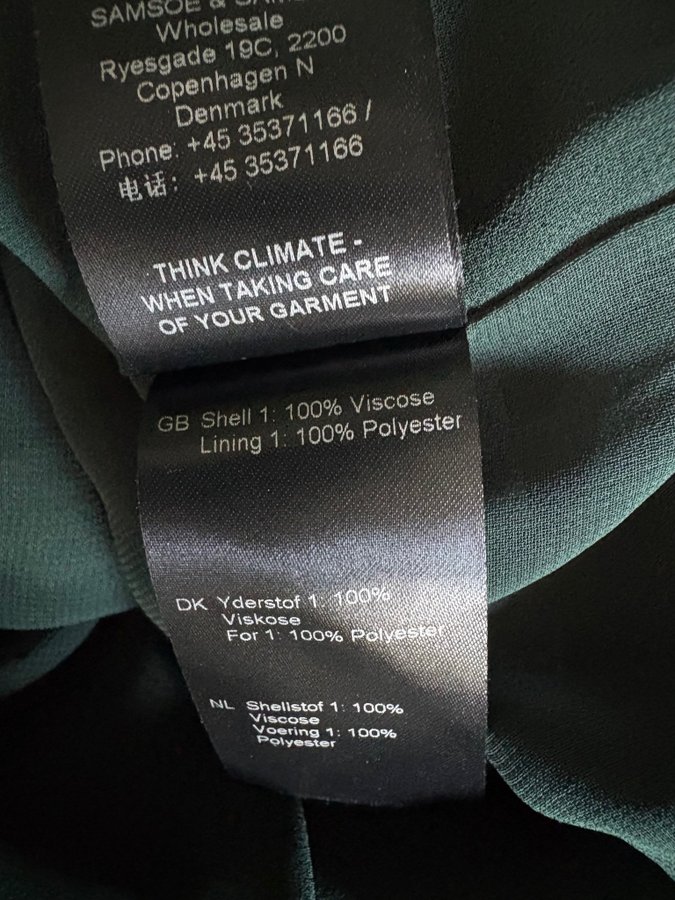 SAMSOE & SAMS
Wholesale
Ryesgade 19C, 2200
Copenhagen N
Denmark
Phone: +45 35371166 /
电话: +45 35371166
THINK CLIMATE -
WHEN TAKING CARE
OF YOUR GARMENT
GB Shell 1: 100% Viscose
Lining 1: 100% Polyester
DK Yderstof 1: 100%
Viskose
For 1: 100% Polyester
NL Shellstof 1: 100%
Viscose
Voering 1: 100%
Polyester